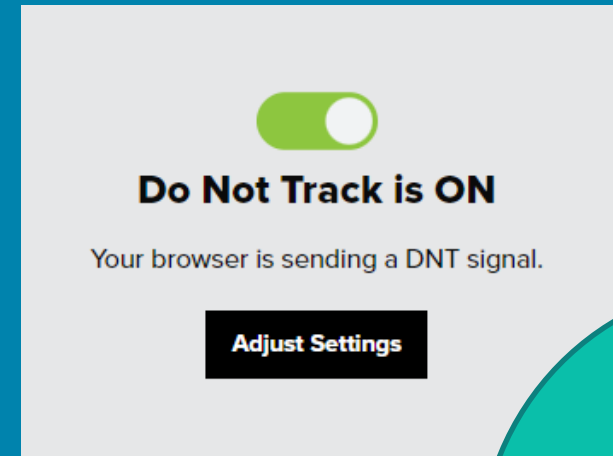 Do Not Track is ON
Your browser is sending a DNT signal.
Adjust Settings